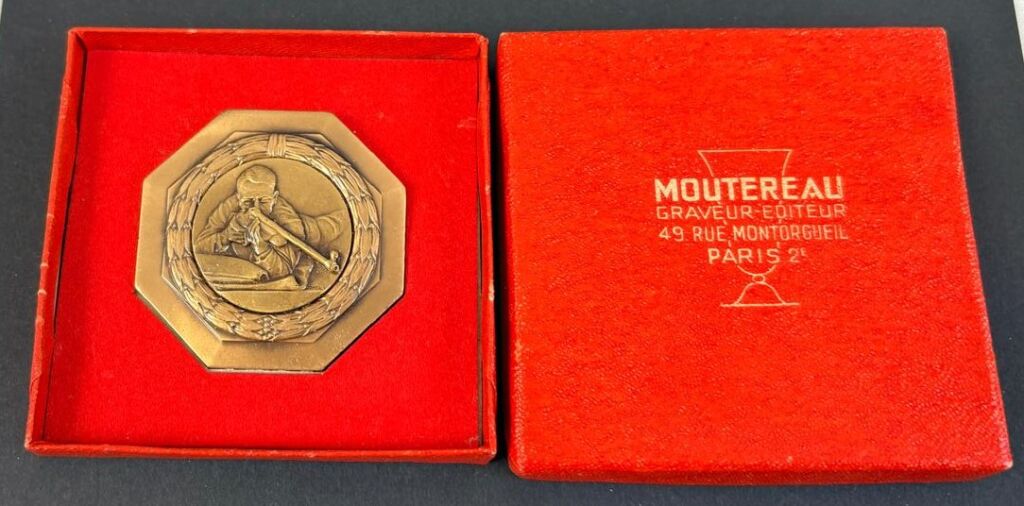 MOUTEREAU
GRAVEUR-EDITEUR
49 RUE MONTORGUEIL
PARIS 2E